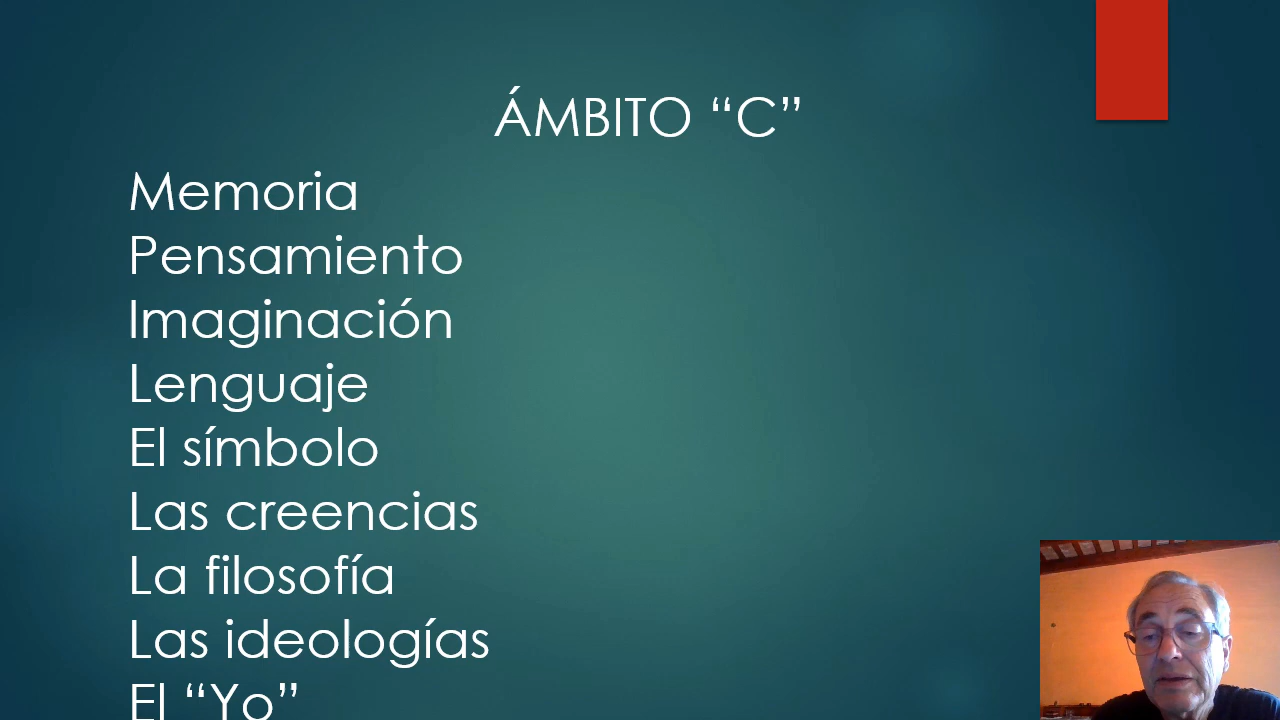 ÁMBITO “C”
Memoria
Pensamiento
Imaginación
Lenguaje
El símbolo
Las creencias
La filosofía
Las ideologías
El “Yo”